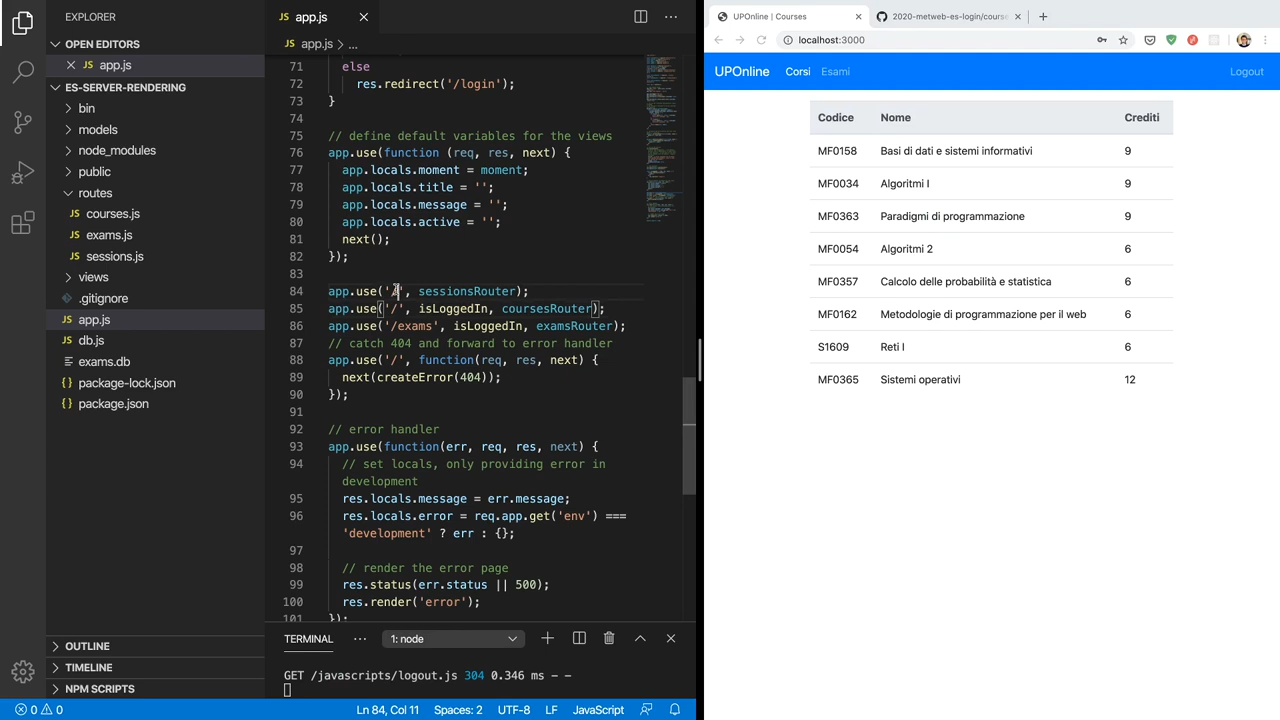 EXPLORER
OPEN EDITORS
JS app.js
ES-SERVER-RENDERING
bin
models
node_modules
public
routes
JS courses.js
JS exams.js
JS sessions.js
views
.gitignore
JS app.js
JS db.js
exams.db
package-lock.json
package.json
OUTLINE
TIMELINE
NPM SCRIPTS
JS app.js
JS app.js > ...
71 else
72 res.redirect('/login');
73 }
74
75 // define default variables for the views
76 app.use(function (req, res, next) {
77 app.locals.moment = moment;
78 app.locals.title = '';
79 app.locals.message = '';
80 app.locals.active = '';
81 next();
82 });
83
84 app.use('/', sessionsRouter);
85 app.use('/', isLoggedIn, coursesRouter);
86 app.use('/exams', isLoggedIn, examsRouter);
87 // catch 404 and forward to error handler
88 app.use('/', function(req, res, next) {
89 next(createError(404));
90 });
91
92 // error handler
93 app.use(function(err, req, res, next) {
94 // set locals, only providing error in
development
95 res.locals.message = err.message;
96 res.locals.error = req.app.get('env') ===
'development' ? err : {};
97
98 // render the error page
99 res.status(err.status || 500);
100 res.render('error');
101 });
TERMINAL ... 1: node
GET /javascripts/logout.js 304 0.346 ms - -
0 0 Ln 84, Col 11 Spaces: 2 UTF-8 LF JavaScript
UPOnline | Courses
2020-metweb-es-login/course
localhost:3000
UPOnline Corsi Esami Logout
Codice Nome Crediti
MF0158 Basi di dati e sistemi informativi 9
MF0034 Algoritmi I 9
MF0363 Paradigmi di programmazione 9
MF0054 Algoritmi 2 6
MF0357 Calcolo delle probabilità e statistica 6
MF0162 Metodologie di programmazione per il web 6
S1609 Reti I 6
MF0365 Sistemi operativi 12